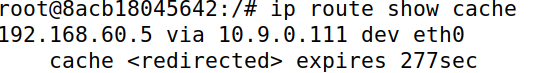 root@8acb18045642:/# ip route show cache
192.168.60.5 via 10.9.0.111 dev eth0
    cache <redirected> expires 277sec